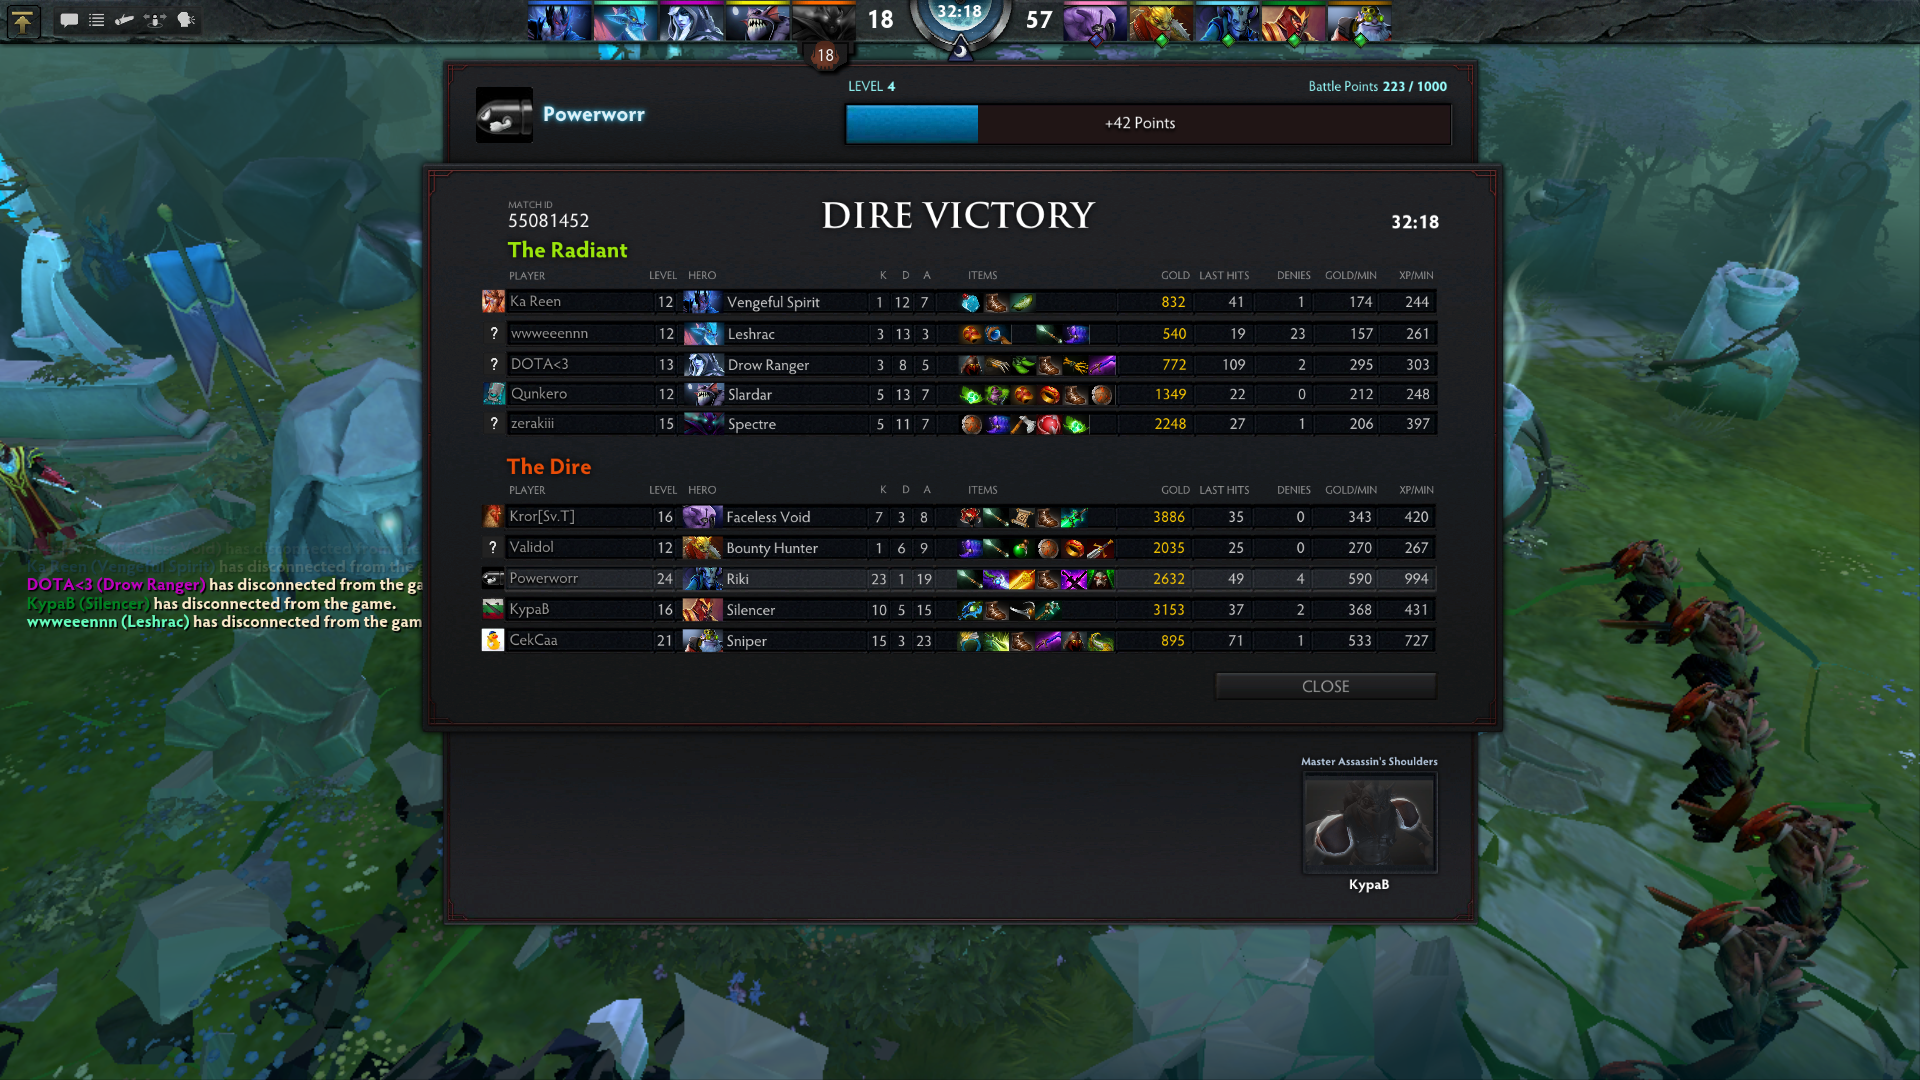 18 32:18 57
18
Powerworr
LEVEL 4
Battle Points 223 / 1000
+42 Points
MATCH ID
55081452
DIRE VICTORY
32:18
The Radiant
PLAYER LEVEL HERO K D A ITEMS GOLD LAST HITS DENIES GOLD/MIN XP/MIN
Ka Reen 12 Vengeful Spirit 1 12 7 832 41 1 174 244
? wwweeennn 12 Leshrac 3 13 3 540 19 23 157 261
? DOTA<3 13 Drow Ranger 3 8 5 772 109 2 295 303
Qunkero 12 Slardar 5 13 7 1349 22 0 212 248
? zerakiii 15 Spectre 5 11 7 2248 27 1 206 397
The Dire
PLAYER LEVEL HERO K D A ITEMS GOLD LAST HITS DENIES GOLD/MIN XP/MIN
Kror[Sv.T] 16 Faceless Void 7 3 8 3886 35 0 343 420
? Validol 12 Bounty Hunter 1 6 9 2035 25 0 270 267
Powerworr 24 Riki 23 1 19 2632 49 4 590 994
KypaB 16 Silencer 10 5 15 3153 37 2 368 431
CekCaa 21 Sniper 15 3 23 895 71 1 533 727
has disconnected from the
Ka Reen (Vengeful Spirit) has disconnected from the
DOTA<3 (Drow Ranger) has disconnected from the ga
KypaB (Silencer) has disconnected from the game.
wwweeennn (Leshrac) has disconnected from the gam
CLOSE
Master Assassin's Shoulders
KypaB